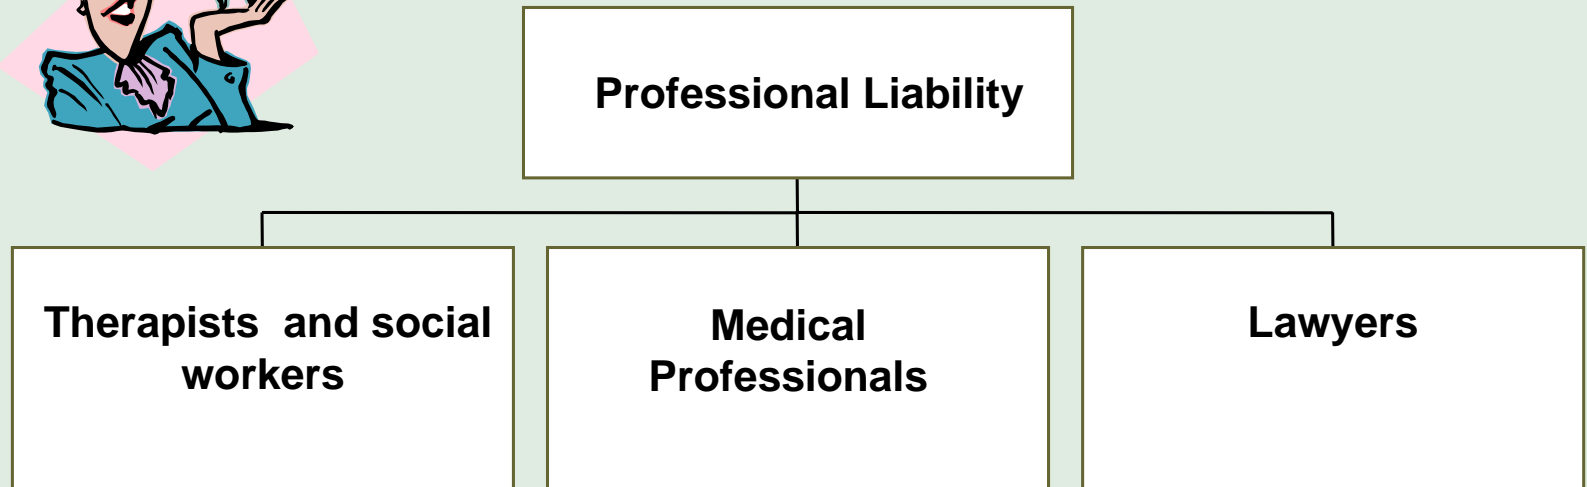 Professional Liability
Therapists  and social
workers
Medical
Professionals
Lawyers